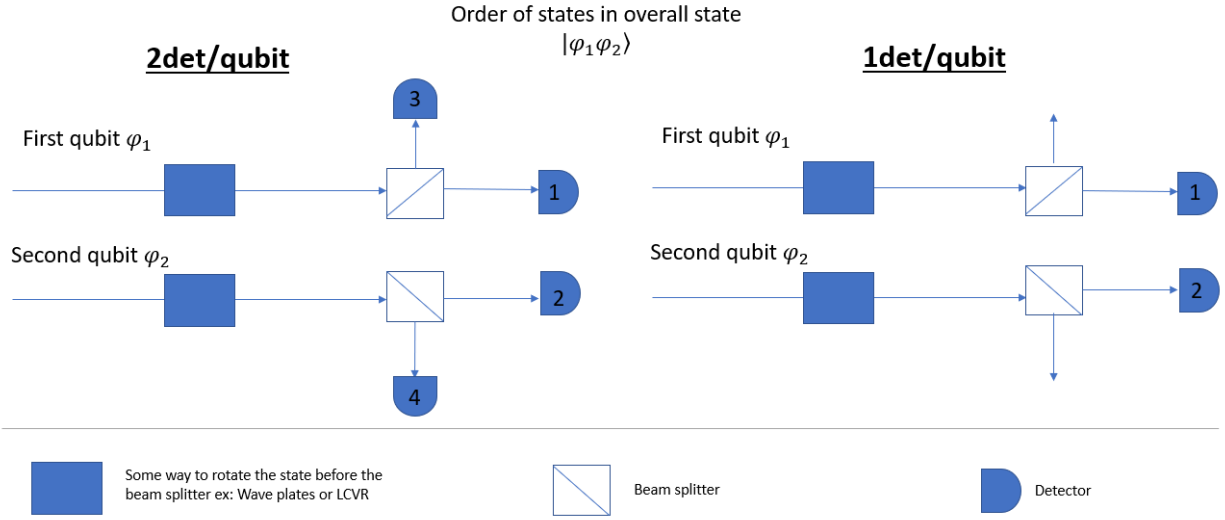 Order of states in overall state
|φ₁φ₂⟩
2det/qubit
1det/qubit
3
First qubit φ₁
1
Second qubit φ₂
2
4
First qubit φ₁
1
Second qubit φ₂
2
Some way to rotate the state before the
beam splitter ex: Wave plates or LCVR
Beam splitter
Detector